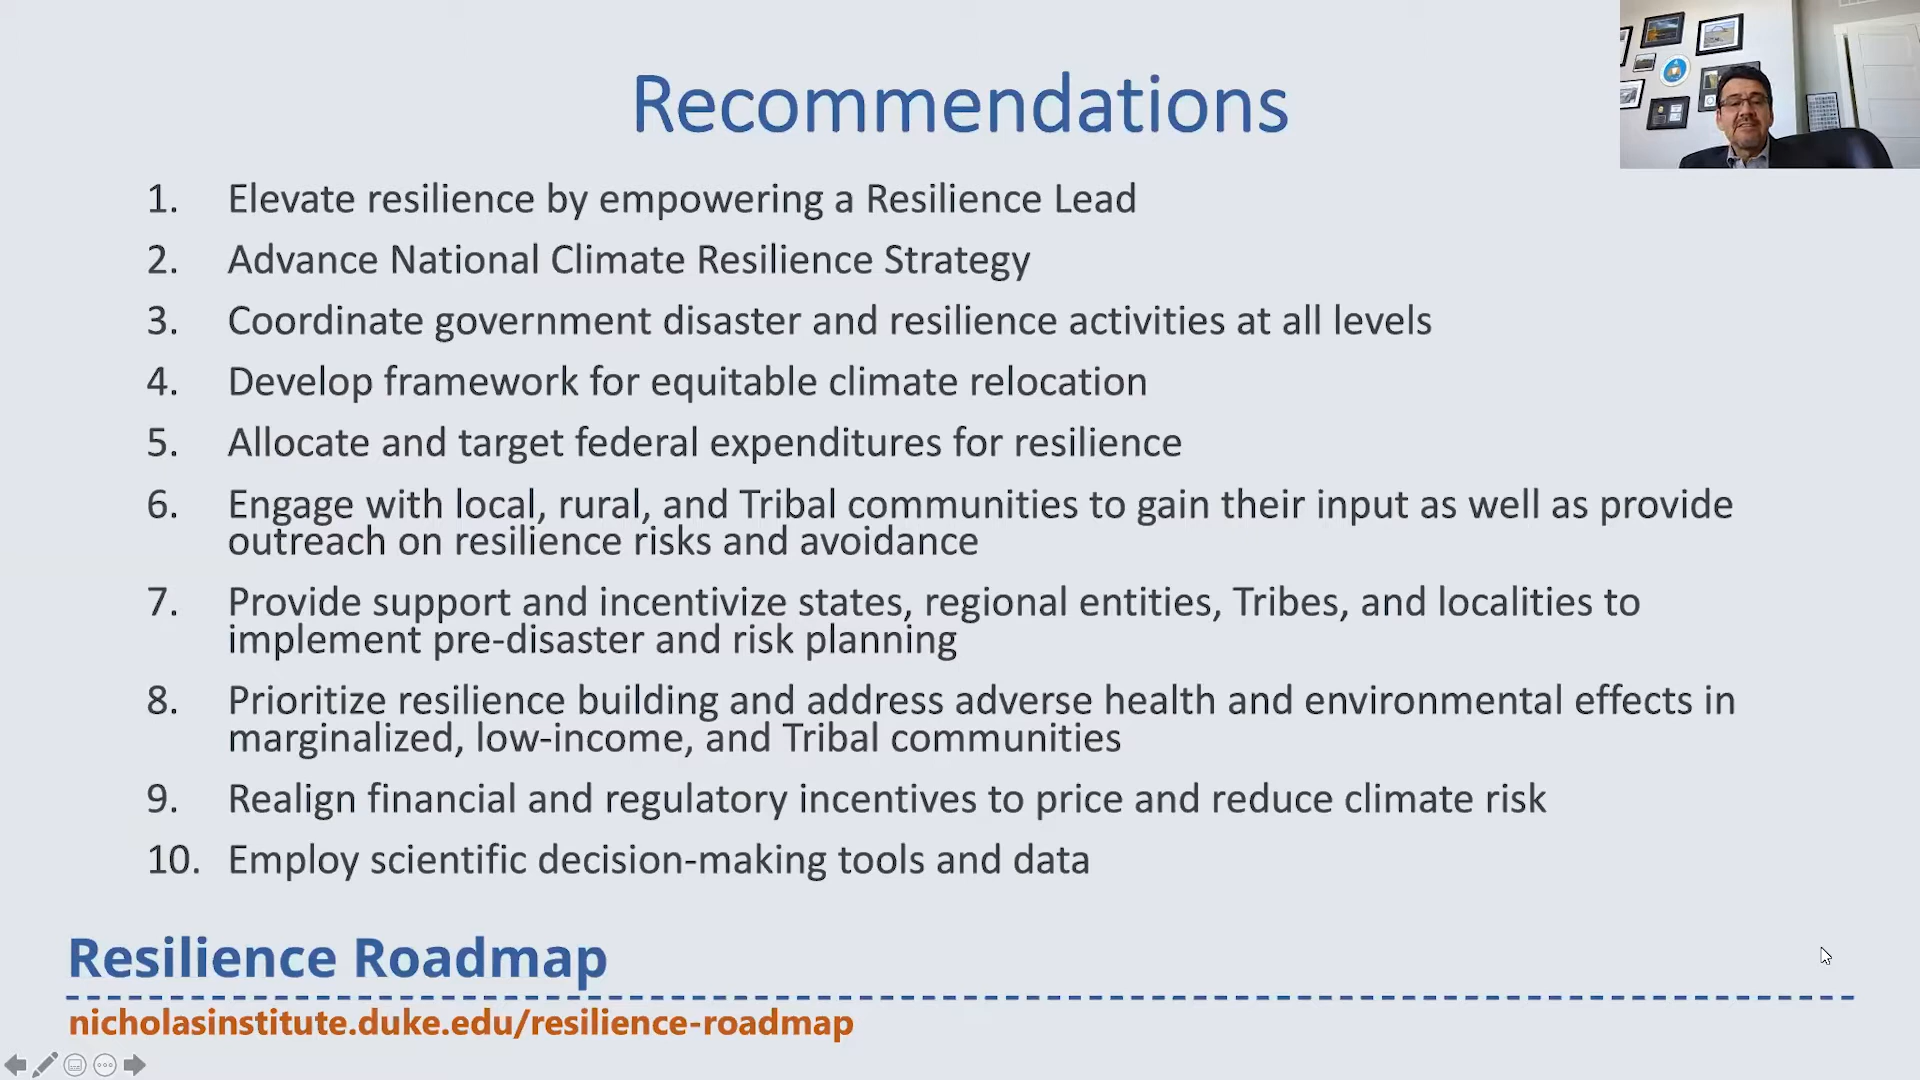 Recommendations
1. Elevate resilience by empowering a Resilience Lead
2. Advance National Climate Resilience Strategy
3. Coordinate government disaster and resilience activities at all levels
4. Develop framework for equitable climate relocation
5. Allocate and target federal expenditures for resilience
6. Engage with local, rural, and Tribal communities to gain their input as well as provide
outreach on resilience risks and avoidance
7. Provide support and incentivize states, regional entities, Tribes, and localities to
implement pre-disaster and risk planning
8. Prioritize resilience building and address adverse health and environmental effects in
marginalized, low-income, and Tribal communities
9. Realign financial and regulatory incentives to price and reduce climate risk
10. Employ scientific decision-making tools and data
Resilience Roadmap
nicholasinstitute.duke.edu/resilience-roadmap